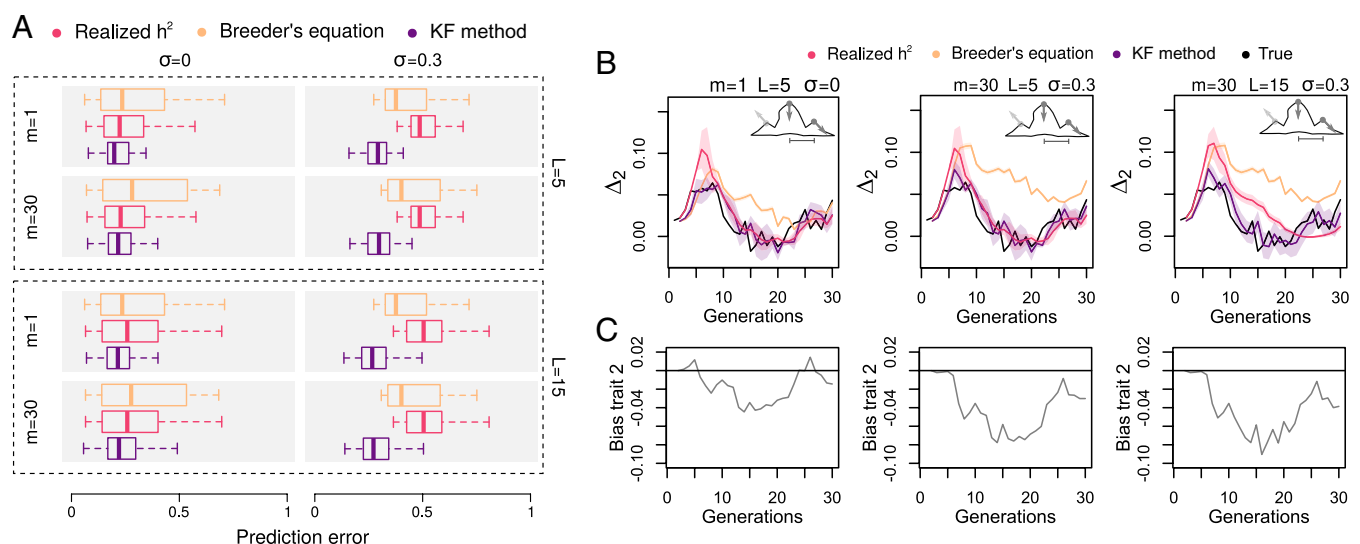 A
Realized h² Breeder's equation KF method
σ=0 σ=0.3
m=1
m=30
L=5
m=1
m=30
L=15
0 0.5 1 0 0.5 1
Prediction error
Realized h² Breeder's equation KF method True
B
m=1 L=5 σ=0 m=30 L=5 σ=0.3 m=30 L=15 σ=0.3
Δ2 Δ2 Δ2
0.10 0.10 0.10
0.00 0.00 0.00
0 10 20 30 0 10 20 30 0 10 20 30
Generations Generations Generations
C
Bias trait 2 Bias trait 2 Bias trait 2
0.02 0.02 0.02
-0.04 -0.04 -0.04
-0.10 -0.10 -0.10
0 10 20 30 0 10 20 30 0 10 20 30
Generations Generations Generations